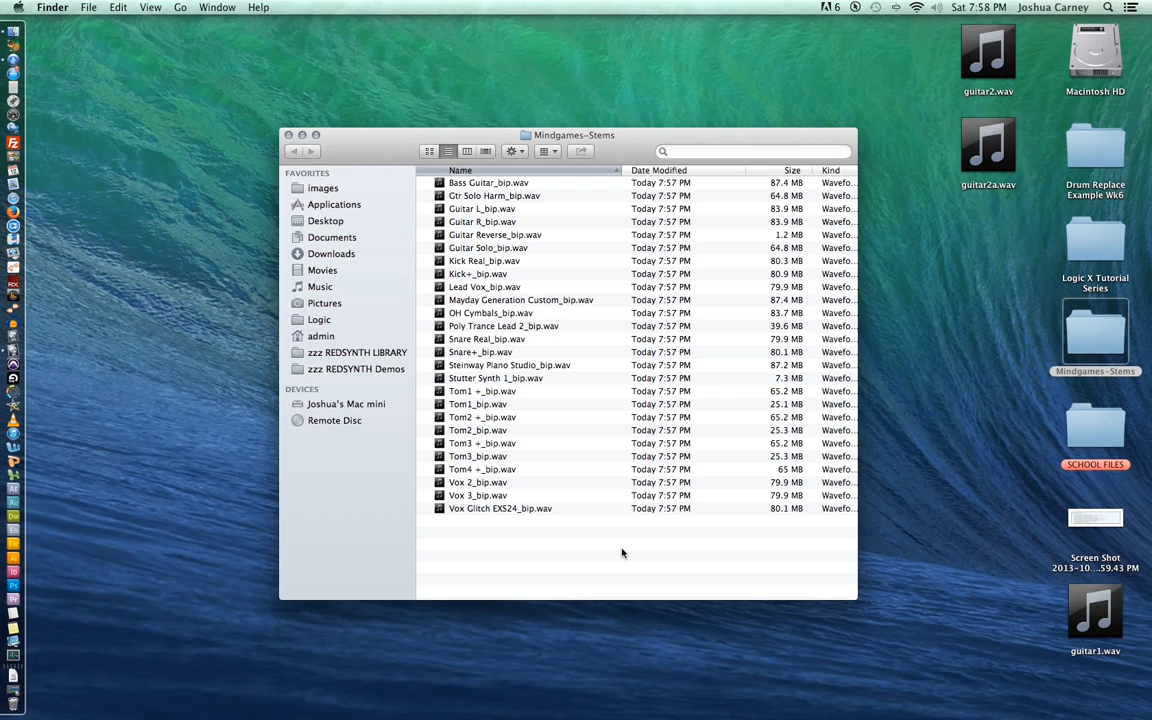 Finder File Edit View Go Window Help 6 Sat 7:58 PM Joshua Carney
Mindgames-Stems
FAVORITES
images
Applications
Desktop
Documents
Downloads
Movies
Music
Pictures
Logic
admin
zzz REDSYNTH LIBRARY
zzz REDSYNTH Demos
DEVICES
Joshua's Mac mini
Remote Disc
Name Date Modified Size Kind
Bass Guitar_bip.wav Today 7:57 PM 87.4 MB Wavefo...
Gtr Solo Harm_bip.wav Today 7:57 PM 64.8 MB Wavefo...
Guitar L_bip.wav Today 7:57 PM 83.9 MB Wavefo...
Guitar R_bip.wav Today 7:57 PM 83.9 MB Wavefo...
Guitar Reverse_bip.wav Today 7:57 PM 1.2 MB Wavefo...
Guitar Solo_bip.wav Today 7:57 PM 64.8 MB Wavefo...
Kick Real_bip.wav Today 7:57 PM 80.3 MB Wavefo...
Kick+_bip.wav Today 7:57 PM 80.9 MB Wavefo...
Lead Vox_bip.wav Today 7:57 PM 79.9 MB Wavefo...
Mayday Generation Custom_bip.wav Today 7:57 PM 87.4 MB Wavefo...
OH Cymbals_bip.wav Today 7:57 PM 83.7 MB Wavefo...
Poly Trance Lead 2_bip.wav Today 7:57 PM 39.6 MB Wavefo...
Snare Real_bip.wav Today 7:57 PM 79.9 MB Wavefo...
Snare+_bip.wav Today 7:57 PM 80.1 MB Wavefo...
Steinway Piano Studio_bip.wav Today 7:57 PM 87.2 MB Wavefo...
Stutter Synth 1_bip.wav Today 7:57 PM 7.3 MB Wavefo...
Tom1 +_bip.wav Today 7:57 PM 65.2 MB Wavefo...
Tom1_bip.wav Today 7:57 PM 25.1 MB Wavefo...
Tom2 +_bip.wav Today 7:57 PM 65.2 MB Wavefo...
Tom2_bip.wav Today 7:57 PM 25.3 MB Wavefo...
Tom3 +_bip.wav Today 7:57 PM 65.2 MB Wavefo...
Tom3_bip.wav Today 7:57 PM 25.3 MB Wavefo...
Tom4 +_bip.wav Today 7:57 PM 65 MB Wavefo...
Vox 2_bip.wav Today 7:57 PM 79.9 MB Wavefo...
Vox 3_bip.wav Today 7:57 PM 79.9 MB Wavefo...
Vox Glitch EXS24_bip.wav Today 7:57 PM 80.1 MB Wavefo...
guitar2.wav
guitar2a.wav
Macintosh HD
Drum Replace
Example Wk6
Logic X Tutorial
Series
Mindgames-Stems
SCHOOL FILES
Screen Shot
2013-10...,59.43 PM
guitar1.wav